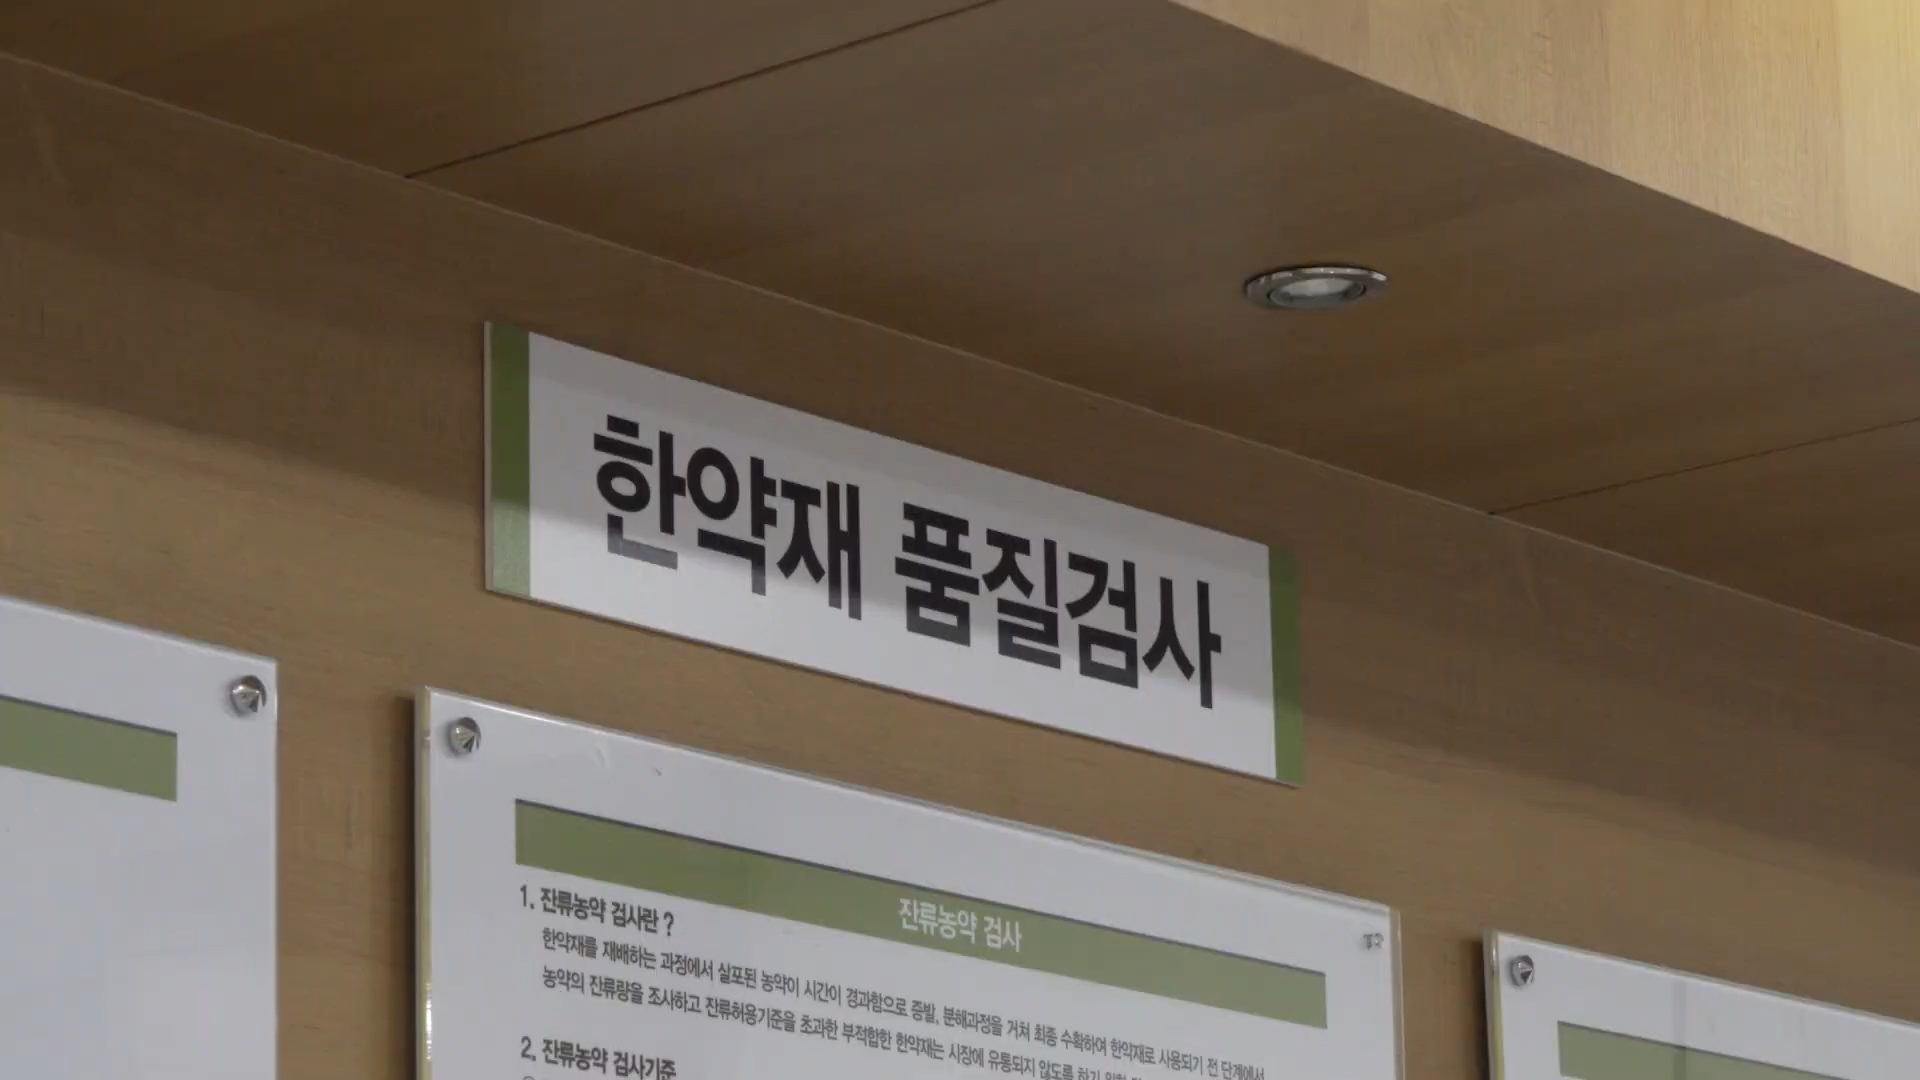 한약재 품질검사
잔류농약 검사
1. 잔류농약 검사란 ?
한약재를 재배하는 과정에서 살포된 농약이 시간이 경과함으로 증발, 분해과정을 거쳐 최종 수확하여 한약재로 사용되기 전 단계에서
농약의 잔류량을 조사하고 잔류허용기준을 초과한 부적합한 한약재는 시장에 유통되지 않도록 하기 위한
2. 잔류농약 검사기준